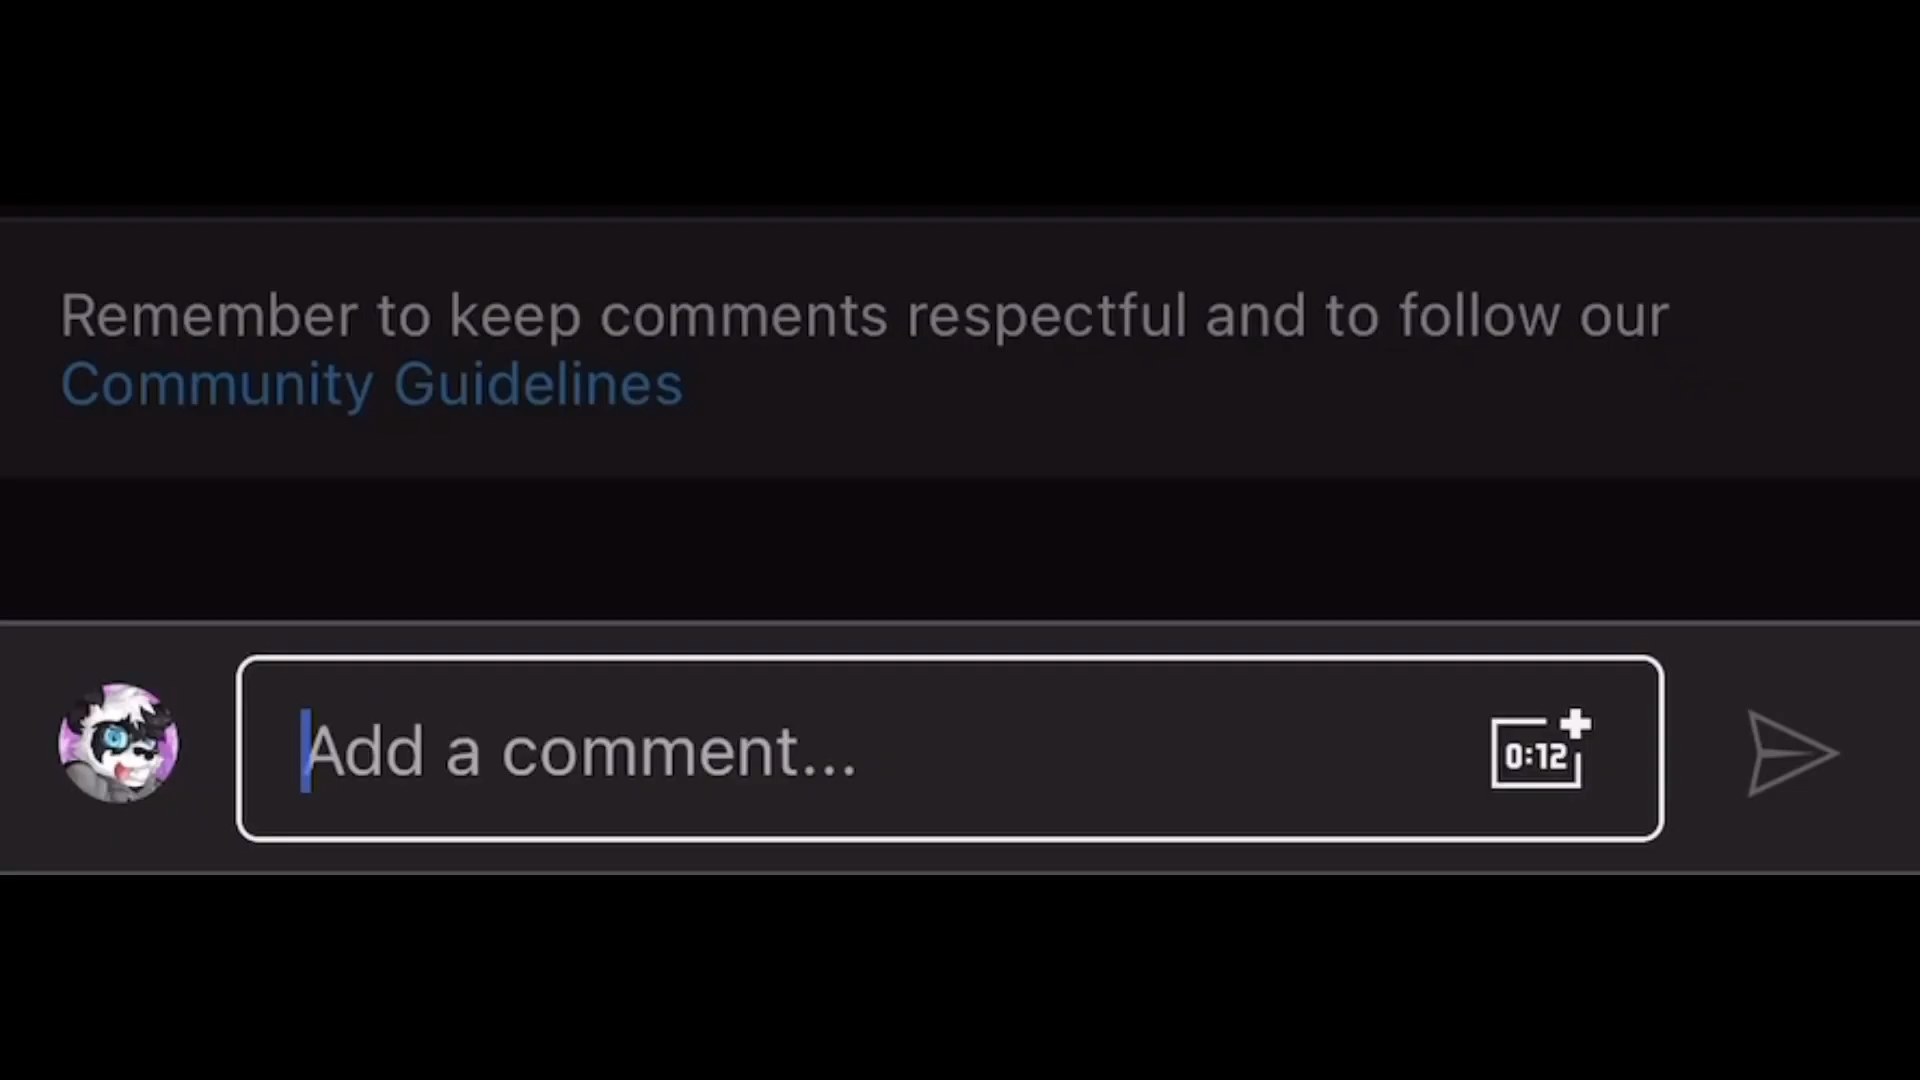 Remember to keep comments respectful and to follow our
Community Guidelines
Add a comment...
0:12